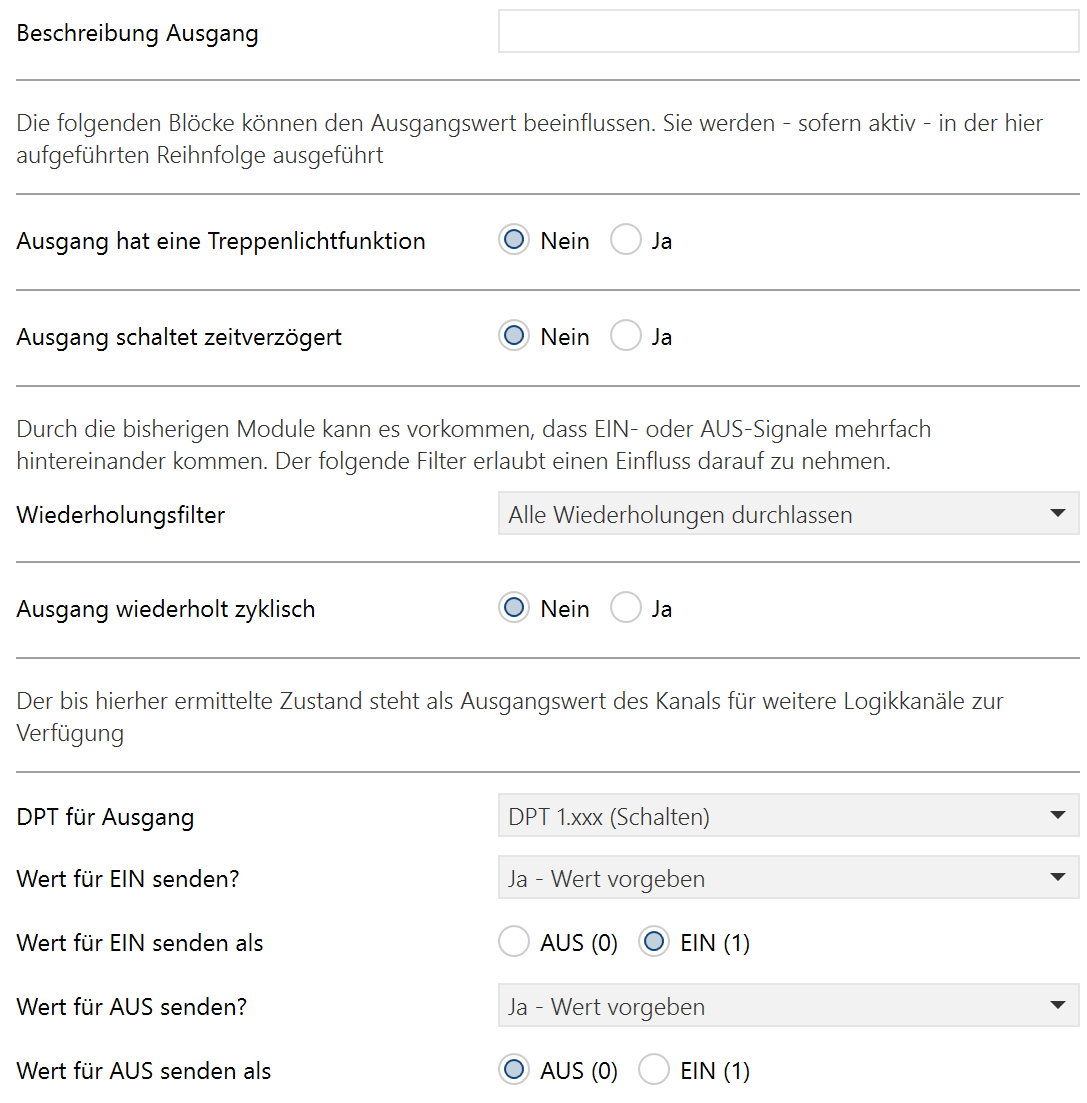 Beschreibung Ausgang
Die folgenden Blöcke können den Ausgangswert beeinflussen. Sie werden - sofern aktiv - in der hier
aufgeführten Reihnfolge ausgeführt
Ausgang hat eine Treppenlichtfunktion Nein Ja
Ausgang schaltet zeitverzögert Nein Ja
Durch die bisherigen Module kann es vorkommen, dass EIN- oder AUS-Signale mehrfach
hintereinander kommen. Der folgende Filter erlaubt einen Einfluss darauf zu nehmen.
Wiederholungsfilter Alle Wiederholungen durchlassen
Ausgang wiederholt zyklisch Nein Ja
Der bis hierher ermittelte Zustand steht als Ausgangswert des Kanals für weitere Logikkanäle zur
Verfügung
DPT für Ausgang DPT 1.xxx (Schalten)
Wert für EIN senden? Ja - Wert vorgeben
Wert für EIN senden als AUS (0) EIN (1)
Wert für AUS senden? Ja - Wert vorgeben
Wert für AUS senden als AUS (0) EIN (1)